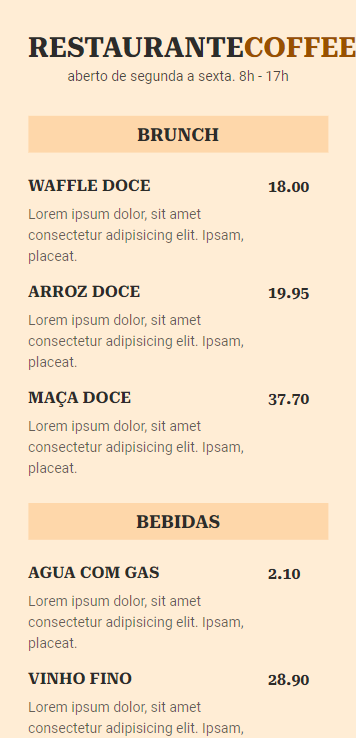 RESTAURANTECOFFEE
aberto de segunda a sexta. 8h - 17h
BRUNCH
WAFFLE DOCE 18.00
Lorem ipsum dolor, sit amet
consectetur adipisicing elit. Ipsam,
placeat.
ARROZ DOCE 19.95
Lorem ipsum dolor, sit amet
consectetur adipisicing elit. Ipsam,
placeat.
MAÇA DOCE 37.70
Lorem ipsum dolor, sit amet
consectetur adipisicing elit. Ipsam,
placeat.
BEBIDAS
AGUA COM GAS 2.10
Lorem ipsum dolor, sit amet
consectetur adipisicing elit. Ipsam,
placeat.
VINHO FINO 28.90
Lorem ipsum dolor, sit amet
consectetur adipisicing elit. Ipsam,